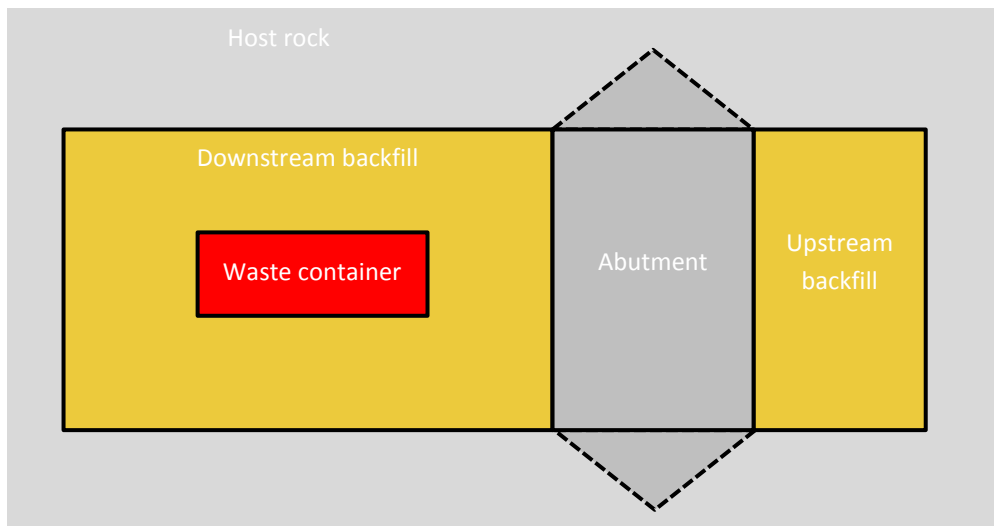 Host rock
Downstream backfill
Waste container
Abutment
Upstream
backfill